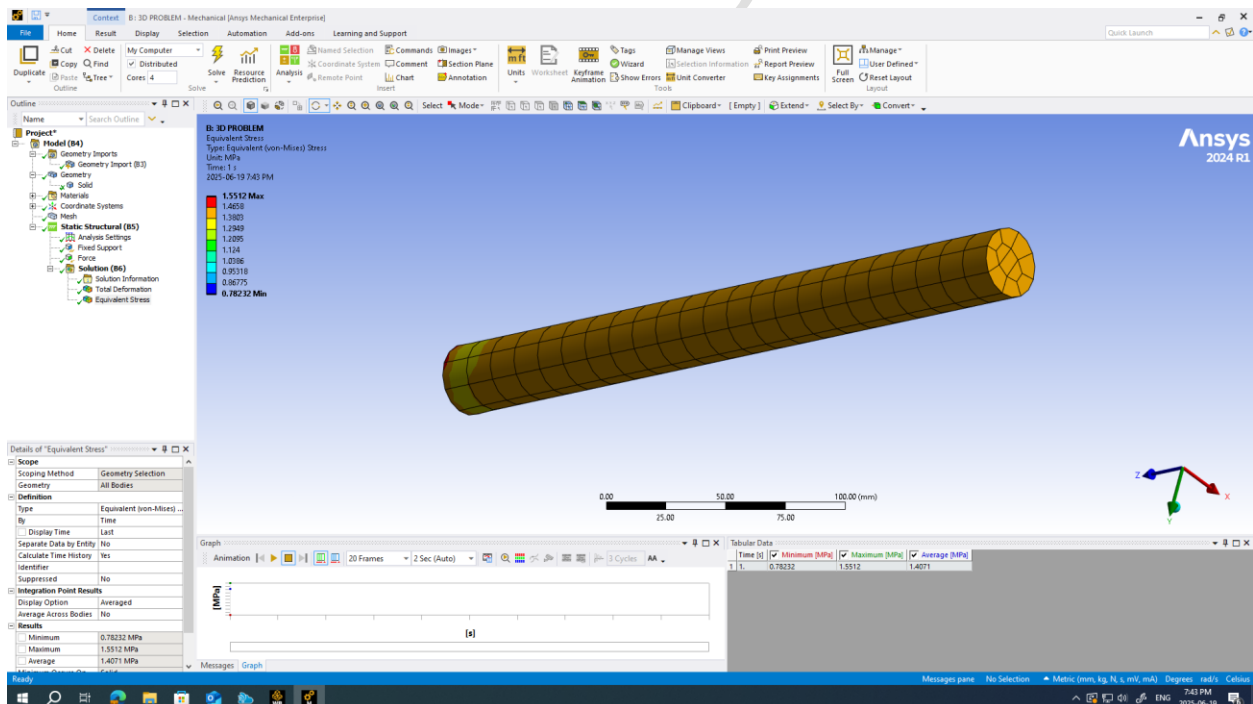 Context B : 3D PROBLEM - Mechanical [Ansys Mechanical Enterprise]
File Home Result Display Selection Automation Add-ons Learning and Support Quick Launch
Duplicate
Cut
Copy
Paste
Delete
Find
Tree
Outline
My Computer
Distributed
Cores 4
Solve
Resource Prediction
Solve
Analysis
Named Selection
Coordinate System
Remote Point
Commands
Comment
Chart
Images
Section Plane
Annotation
Insert
Units
Worksheet
Keyframe Animation
Tags
Wizard
Show Errors
Manage Views
Selection Information
Unit Converter
Print Preview
Report Preview
Key Assignments
Tools
Full Screen
Manage
User Defined
Reset Layout
Layout
Outline
Select Mode Clipboard [ Empty ] Extend Select By Convert
Name Search Outline
Project*
Model (B4)
Geometry Imports
Geometry Import (B3)
Geometry
Solid
Materials
Coordinate Systems
Mesh
Static Structural (B5)
Analysis Settings
Fixed Support
Force
Solution (B6)
Solution Information
Total Deformation
Equivalent Stress
B: 3D PROBLEM
Equivalent Stress
Type: Equivalent (von-Mises) Stress
Unit: MPa
Time: 1 s
2025-06-19 7:43 PM
1.5512 Max
1.4658
1.3803
1.2949
1.2095
1.124
1.0386
0.95318
0.86775
0.78232 Min
Ansys
2024 R1
0.00 50.00 100.00 (mm)
25.00 75.00
Z
X
Y
Details of "Equivalent Stress"
Scope
Scoping Method Geometry Selection
Geometry All Bodies
Definition
Type Equivalent (von-Mises) ...
By Time
Display Time Last
Separate Data by Entity No
Calculate Time History Yes
Identifier
Suppressed No
Integration Point Results
Display Option Averaged
Average Across Bodies No
Results
Minimum 0.78232 MPa
Maximum 1.5512 MPa
Average 1.4071 MPa
Graph
Animation 20 Frames 2 Sec (Auto) 3 Cycles
[MPa]
[s]
Messages Graph
Tabular Data
Time [s] Minimum [MPa] Maximum [MPa] Average [MPa]
1 1. 0.78232 1.5512 1.4071
Ready Messages pane No Selection Metric (mm, kg, N, s, mV, mA) Degrees rad/s Celsius
ENG 7:43 PM
2025-06-19